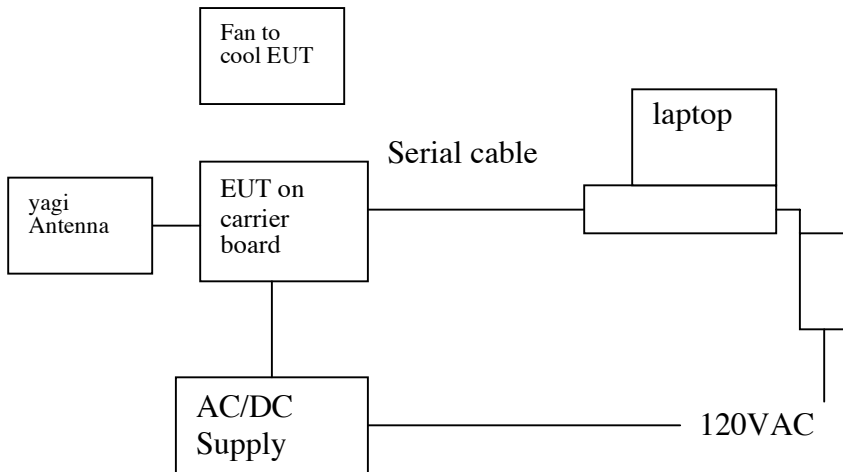 Fan to
cool EUT
laptop
Serial cable
yagi
Antenna
EUT on
carrier
board
AC/DC
Supply
120VAC